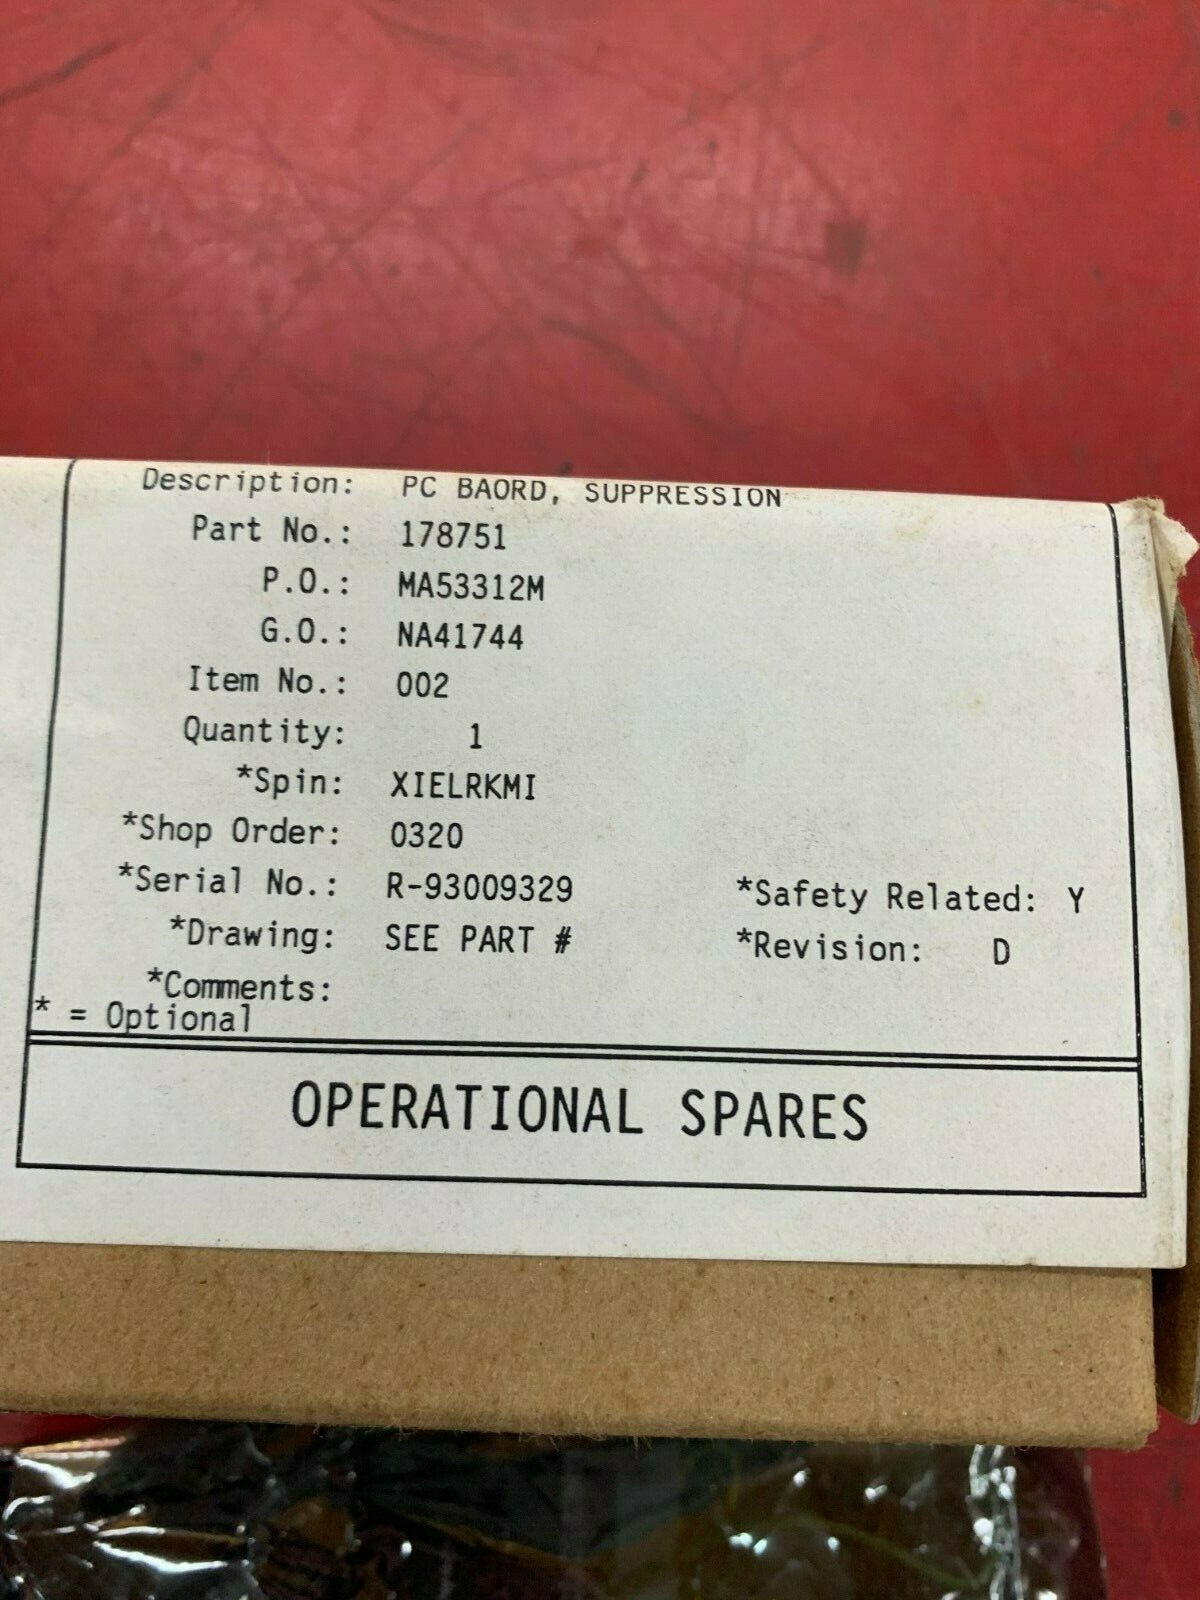 Description: PC BAORD, SUPPRESSION
Part No.: 178751
P.O.: MA53312M
G.O.: NA41744
Item No.: 002
Quantity: 1
*Spin: XIELRKMI
*Shop Order: 0320
*Serial No.: R-93009329 *Safety Related: Y
*Drawing: SEE PART # *Revision: D
*Comments:
* = Optional
OPERATIONAL SPARES